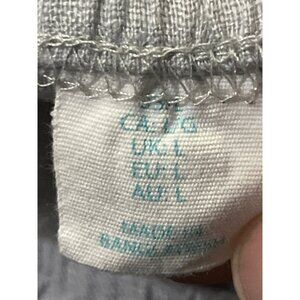 CA: L/G
UK: L
EU: L
AU: L
MADE IN
BANGLADESH